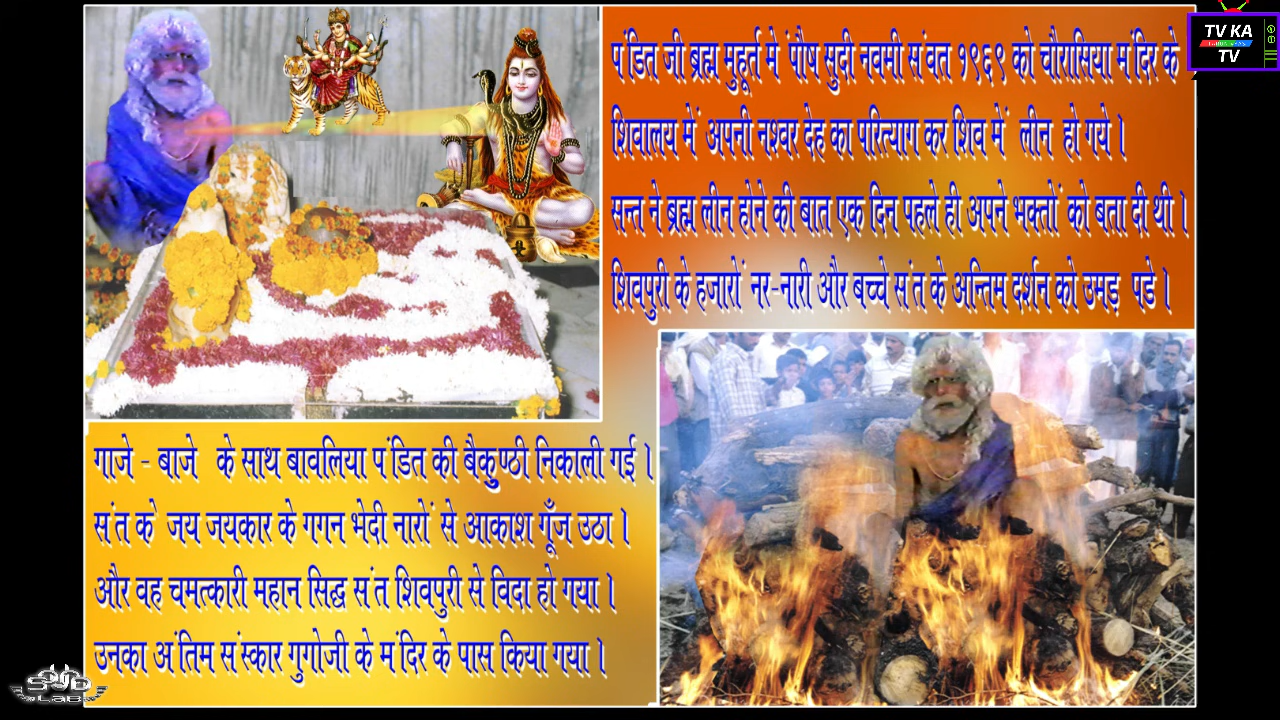 पंडित जी ब्रह्म मुहूर्त मे पौष सुदी नवमी संवत १९६९ को चौरासिया मंदिर के
शिवालय में अपनी नश्वर देह का परित्याग कर शिव में लीन हो गये ।
सन्त ने ब्रह्म लीन होने की बात एक दिन पहले ही अपने भक्तों को बता दी थी ।
शिवपुरी के हजारों नर-नारी और बच्चे संत के अन्तिम दर्शन को उमड़ पडे ।
गाजे - बाजे के साथ बावलिया पंडित की बैकुण्ठी निकाली गई ।
संत के जय जयकार के गगन भेदी नारों से आकाश गूँज उठा ।
और वह चमत्कारी महान सिद्ध संत शिवपुरी से विदा हो गया ।
उनका अंतिम संस्कार गुगोजी के मंदिर के पास किया गया ।
TV KA
TV
LAB